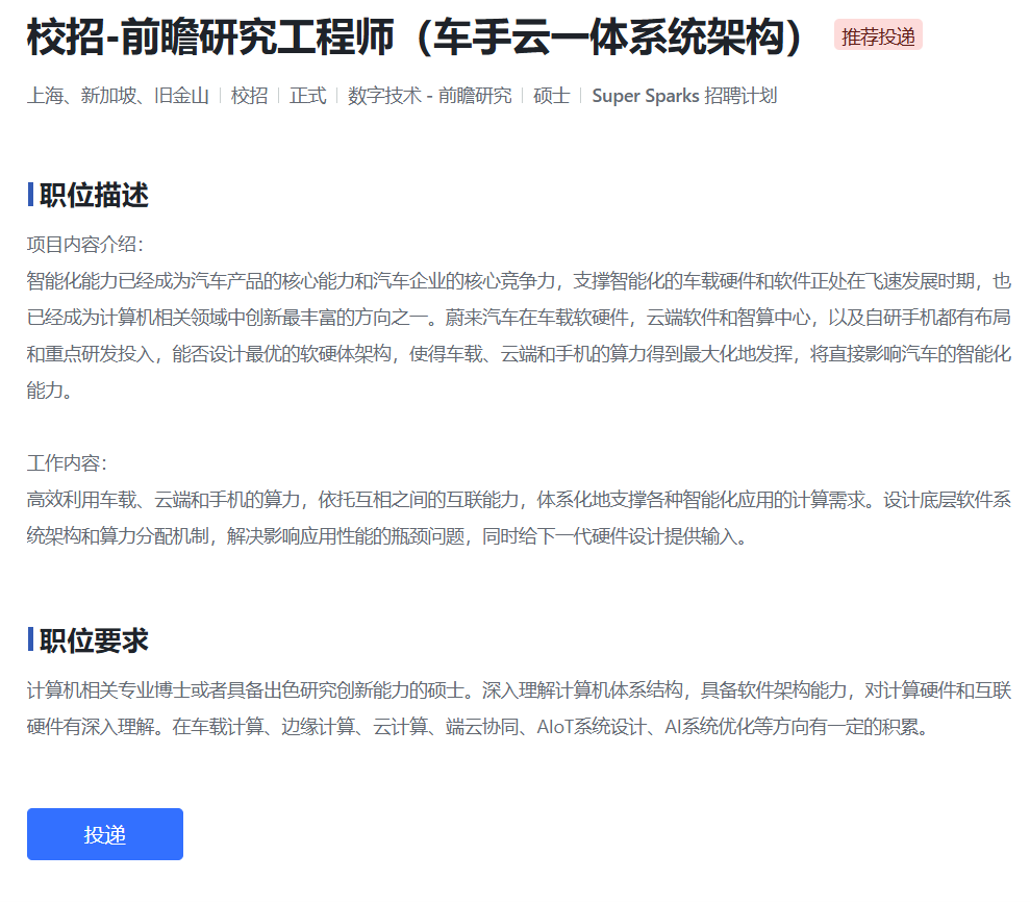 校招-前瞻研究工程师（车手云一体系统架构） 推荐投递
上海、新加坡、旧金山 | 校招 | 正式 | 数字技术 - 前瞻研究 | 硕士 | Super Sparks 招聘计划
职位描述
项目内容介绍：
智能化能力已经成为汽车产品的核心能力和汽车企业的核心竞争力，支撑智能化的车载硬件和软件正处在飞速发展时期，也
已经成为计算机相关领域中创新最丰富的方向之一。蔚来汽车在车载软硬件，云端软件和智算中心，以及自研手机都有布局
和重点研发投入，能否设计最优的软硬体架构，使得车载、云端和手机的算力得到最大化地发挥，将直接影响汽车的智能化
能力。
工作内容：
高效利用车载、云端和手机的算力，依托互相之间的互联能力，体系化地支撑各种智能化应用的计算需求。设计底层软件系
统架构和算力分配机制，解决影响应用性能的瓶颈问题，同时给下一代硬件设计提供输入。
职位要求
计算机相关专业博士或者具备出色研究创新能力的硕士。深入理解计算机体系结构，具备软件架构能力，对计算硬件和互联
硬件有深入理解。在车载计算、边缘计算、云计算、端云协同、AIoT系统设计、AI系统优化等方向有一定的积累。
投递